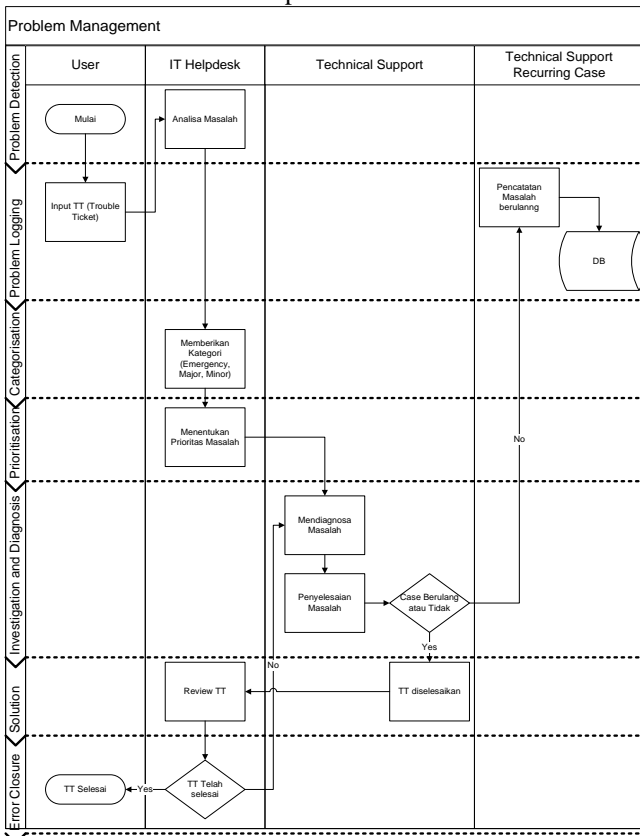 Problem Management
User
IT Helpdesk
Technical Support
Technical Support
Recurring Case
Problem Detection
Mulai
Analisa Masalah
Problem Logging
Input TT (Trouble
Ticket)
Pencatatan
Masalah
berulanng
DB
Categorisation
Memberikan
Kategori
(Emergency,
Major, Minor)
Prioritisation
Menentukan
Prioritas Masalah
No
Investigation and Diagnosis
Mendiagnosa
Masalah
Penyelesaian
Masalah
Case Berulang
atau Tidak
Yes
Solution
No
Review TT
TT diselesaikan
Error Closure
TT Selesai
Yes
TT Telah
selesai